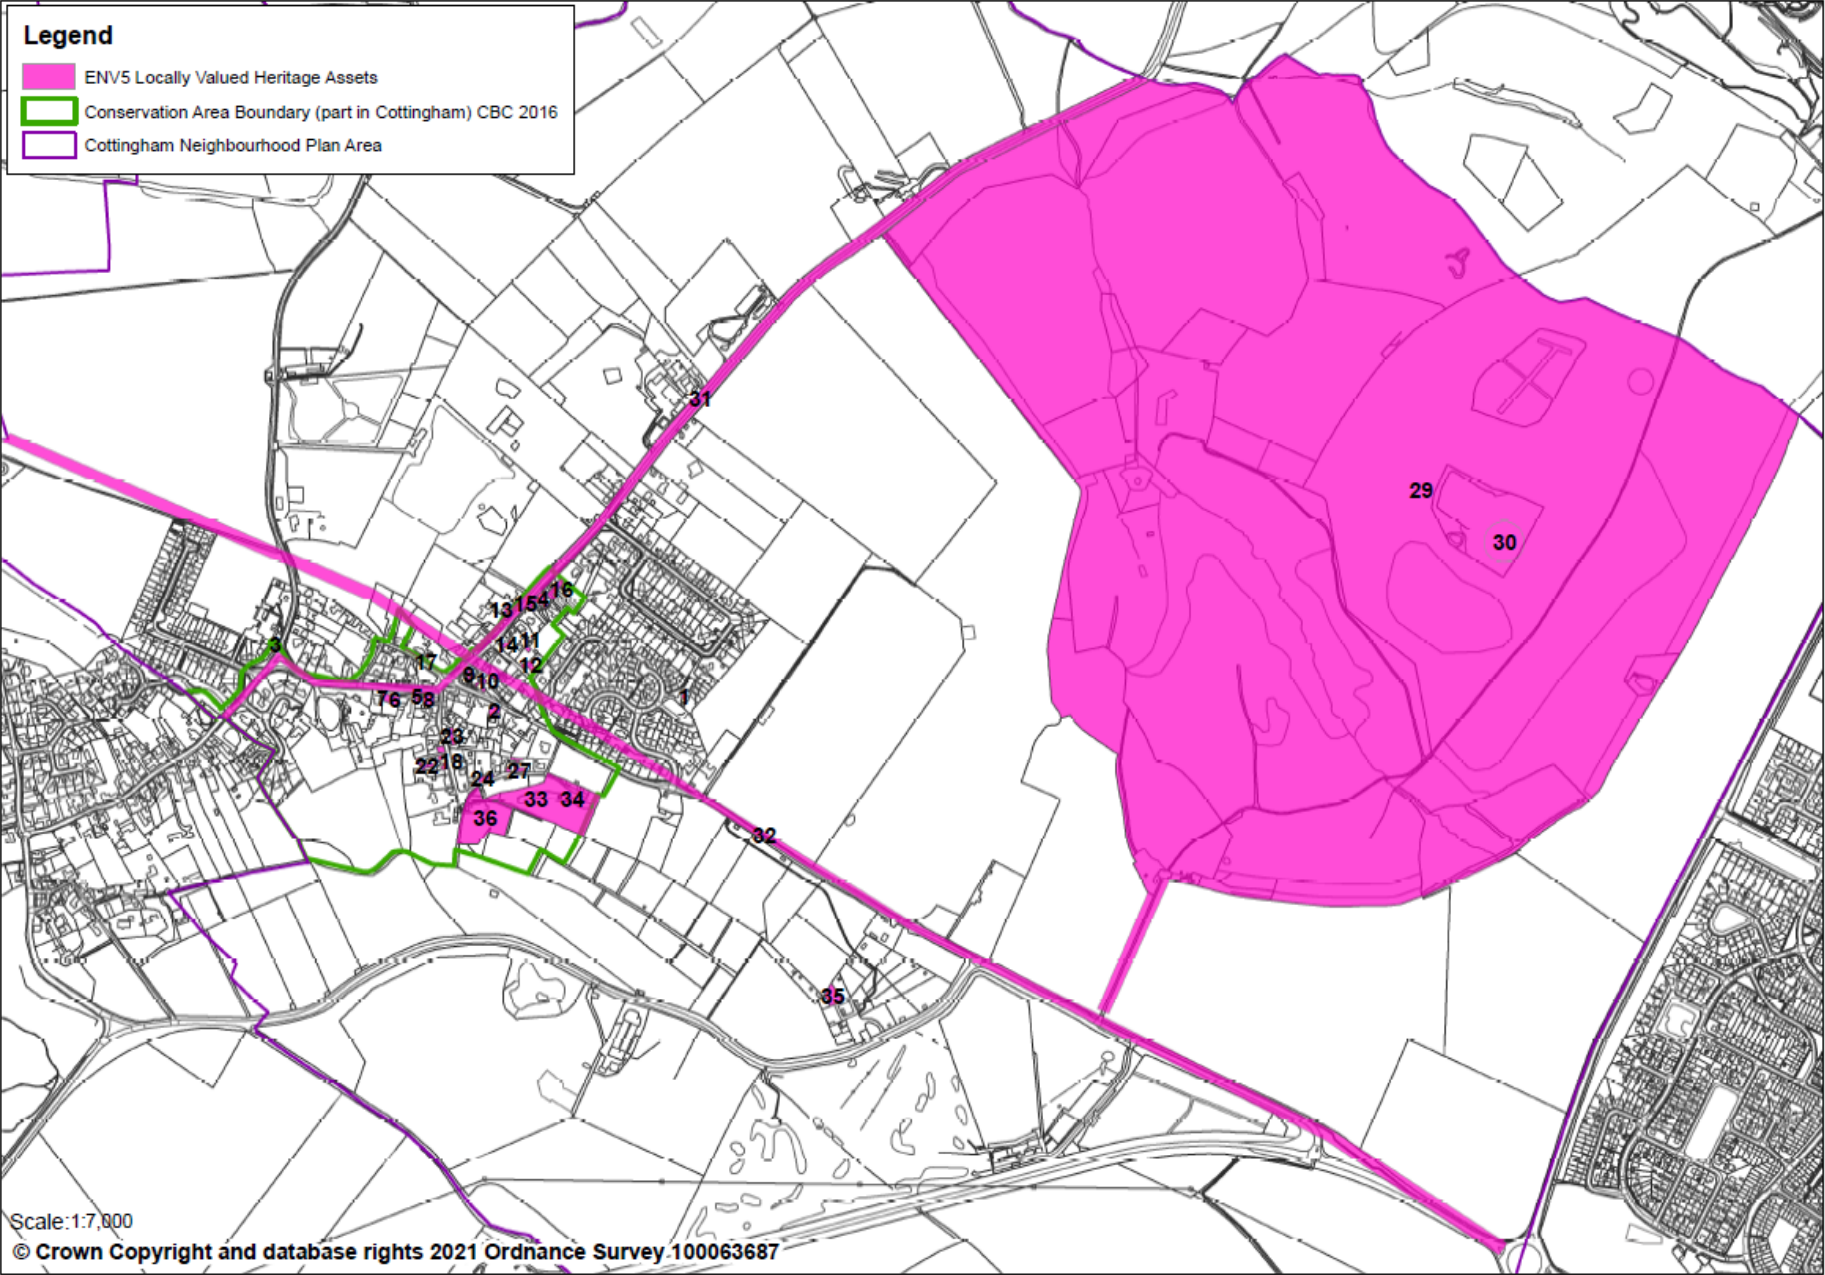 Legend
ENV5 Locally Valued Heritage Assets
Conservation Area Boundary (part in Cottingham) CBC 2016
Cottingham Neighbourhood Plan Area
31
29
30
16
13 15 4
14 11
3
17
12
9 10
1
7 6 5 8
2
23
22 18
24 27
33 34
36
32
35
Scale:1:7,000
© Crown Copyright and database rights 2021 Ordnance Survey 100063687